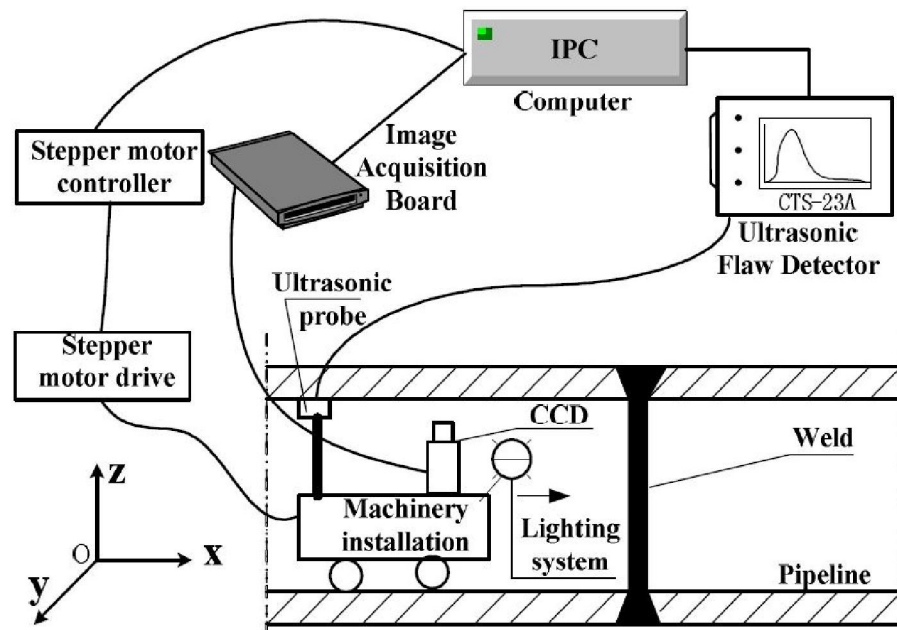 IPC
Computer
Stepper motor
controller
Image
Acquisition
Board
CTS-23A
Ultrasonic
Flaw Detector
Ultrasonic
probe
Stepper
motor drive
CCD
Weld
Machinery
installation
Lighting
system
Pipeline
z
O
x
y